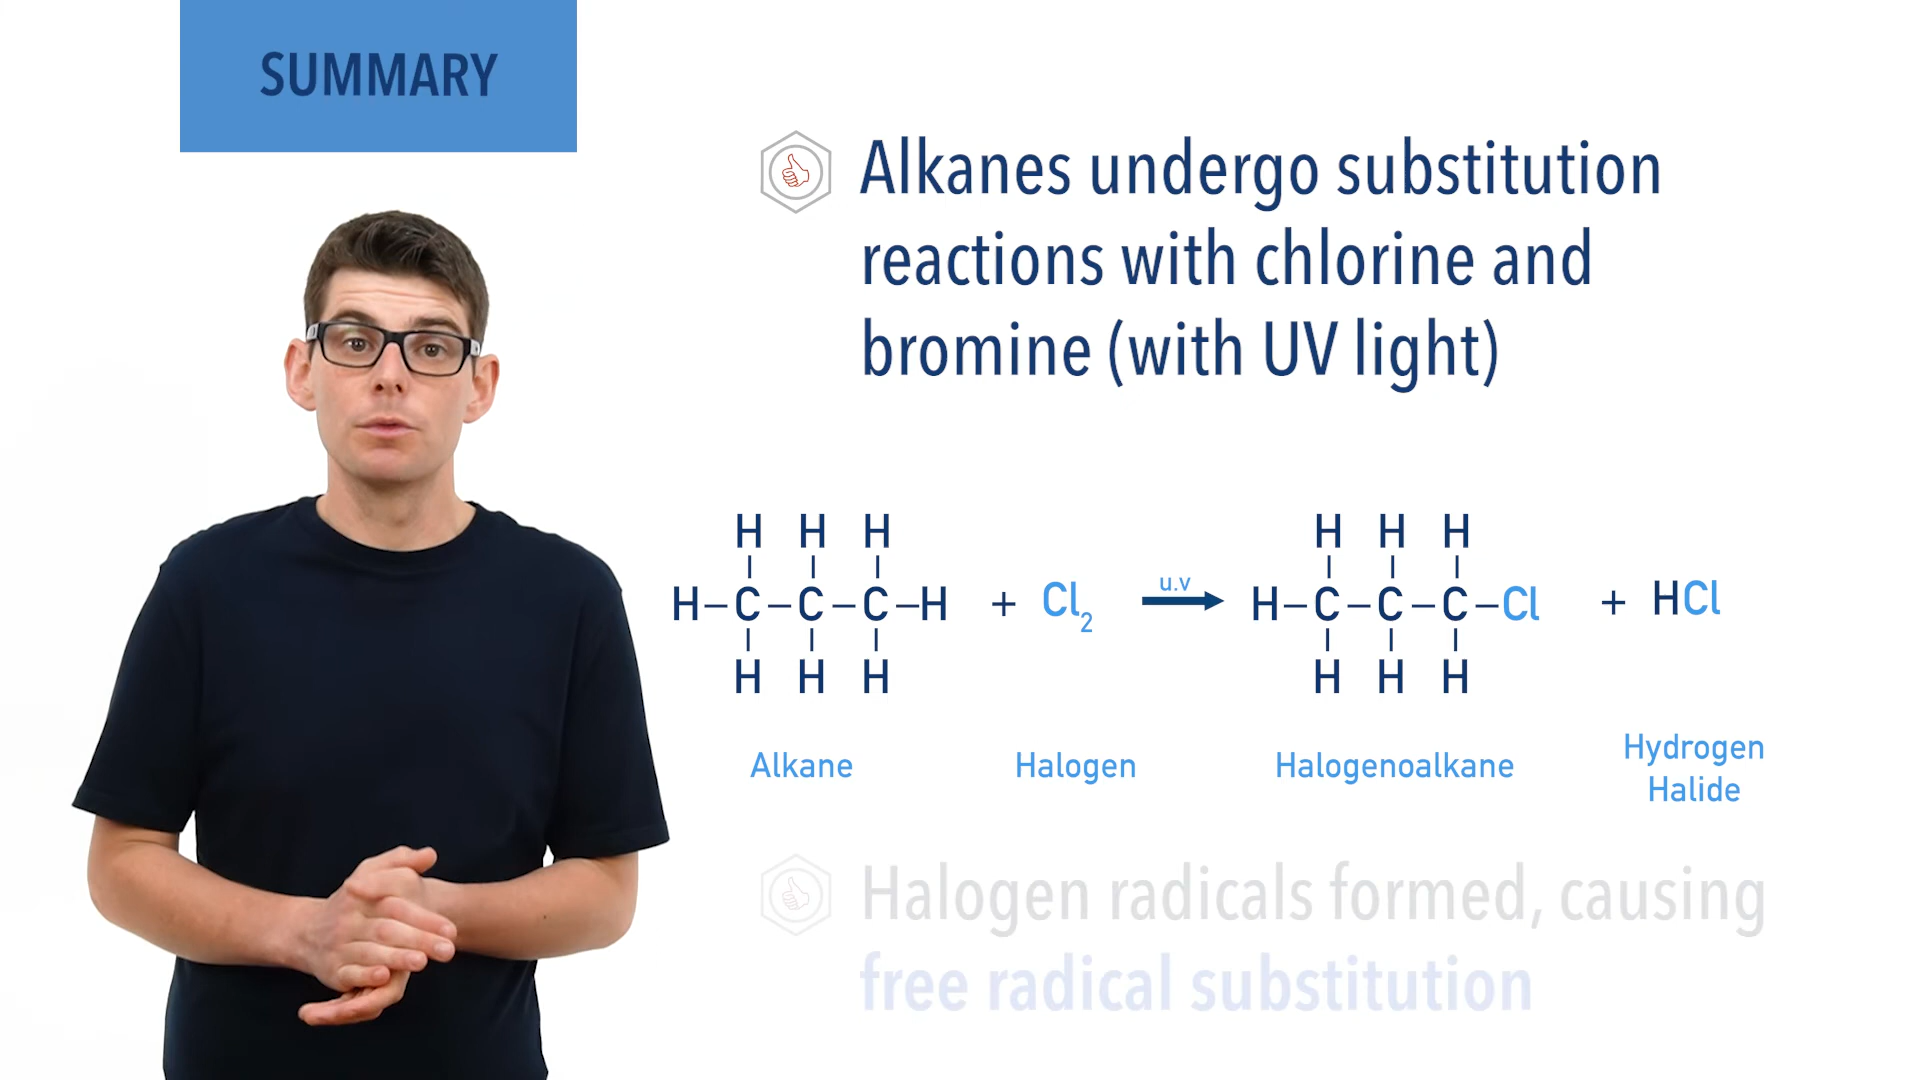 SUMMARY
Alkanes undergo substitution
reactions with chlorine and
bromine (with UV light)
H H H
H–C–C–C–H + Cl₂ u.v H–C–C–C–Cl + HCl
H H H
H H H
H H H
Alkane
Halogen
Halogenoalkane
Hydrogen
Halide
Halogen radicals formed, causing
free radical substitution